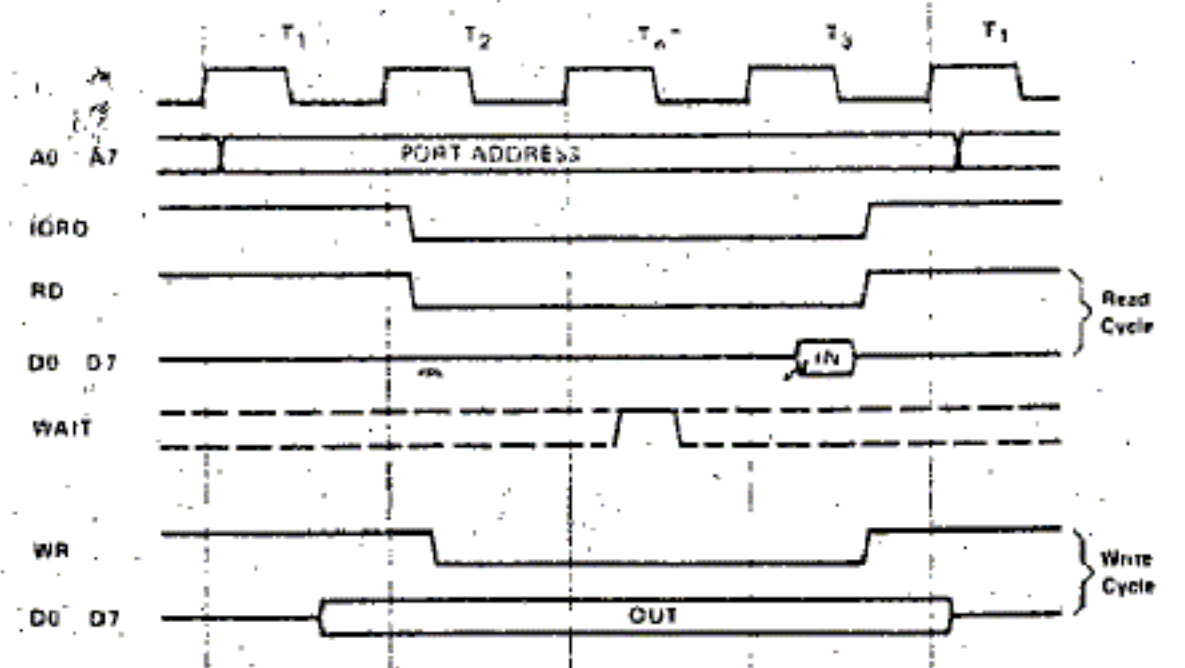 T1 T2 T3 T1
A0 A7 PORT ADDRESS
IORQ
RD
Read
Cycle
D0 D7 IN
WAIT
WR
Write
Cycle
D0 D7 OUT